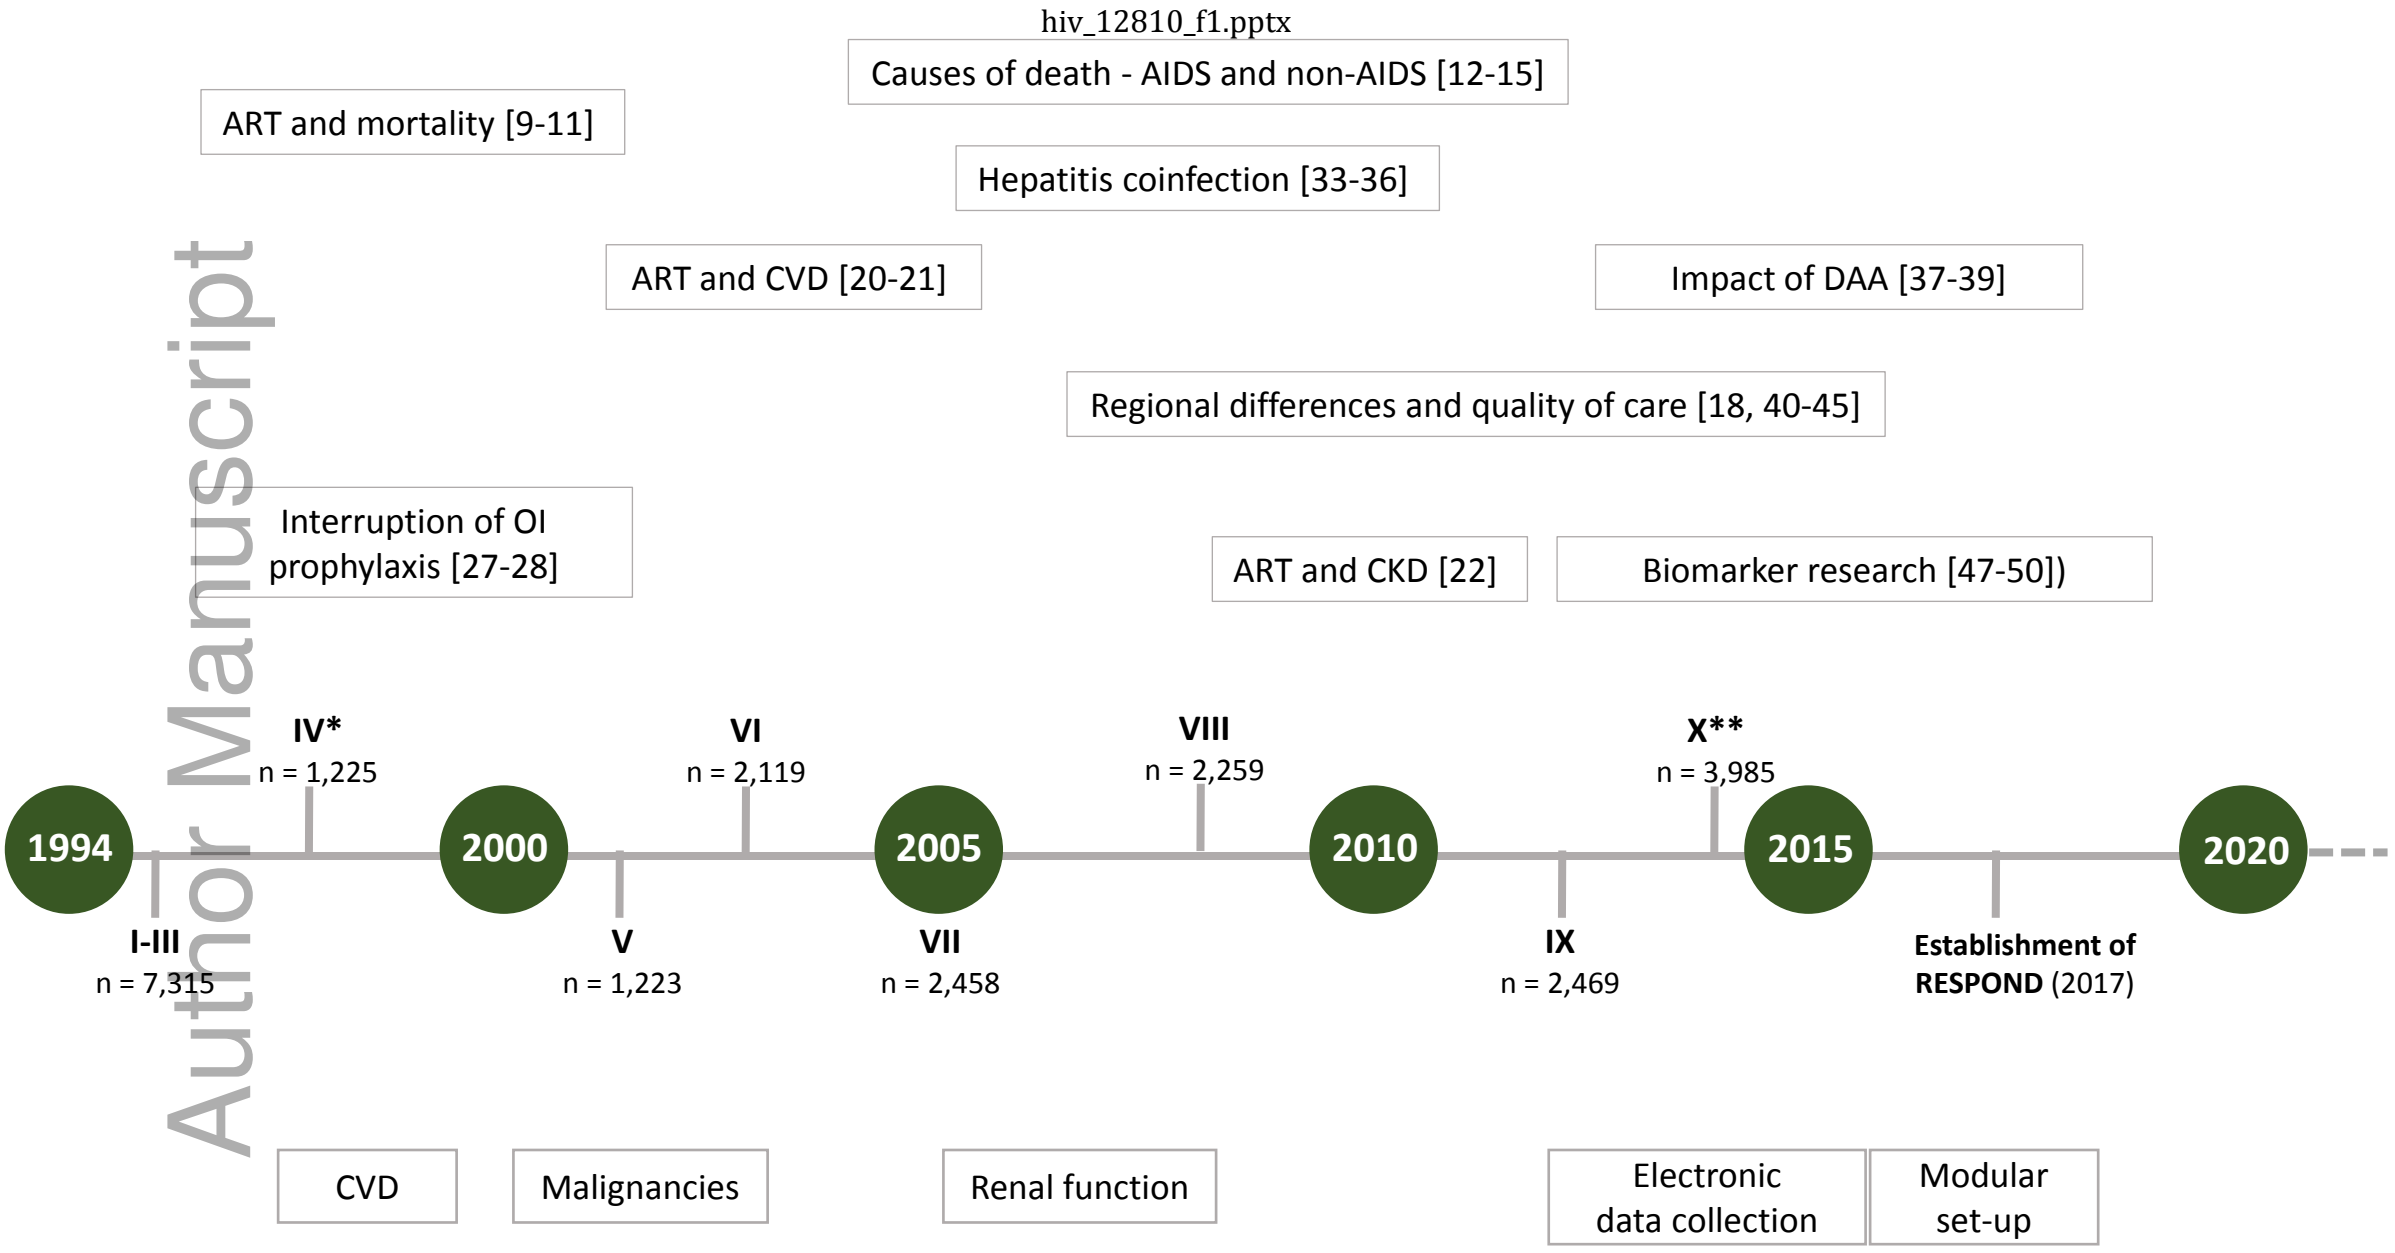 hiv_12810_f1.pptx
Causes of death - AIDS and non-AIDS [12-15]
ART and mortality [9-11]
Hepatitis coinfection [33-36]
ART and CVD [20-21]
Impact of DAA [37-39]
Regional differences and quality of care [18, 40-45]
Interruption of OI
prophylaxis [27-28]
ART and CKD [22]
Biomarker research [47-50])
Author Manuscript
IV*
n = 1,225
VI
n = 2,119
VIII
n = 2,259
X**
n = 3,985
1994
2000
2005
2010
2015
2020
I-III
n = 7,315
V
n = 1,223
VII
n = 2,458
IX
n = 2,469
Establishment of
RESPOND (2017)
CVD
Malignancies
Renal function
Electronic
data collection
Modular
set-up